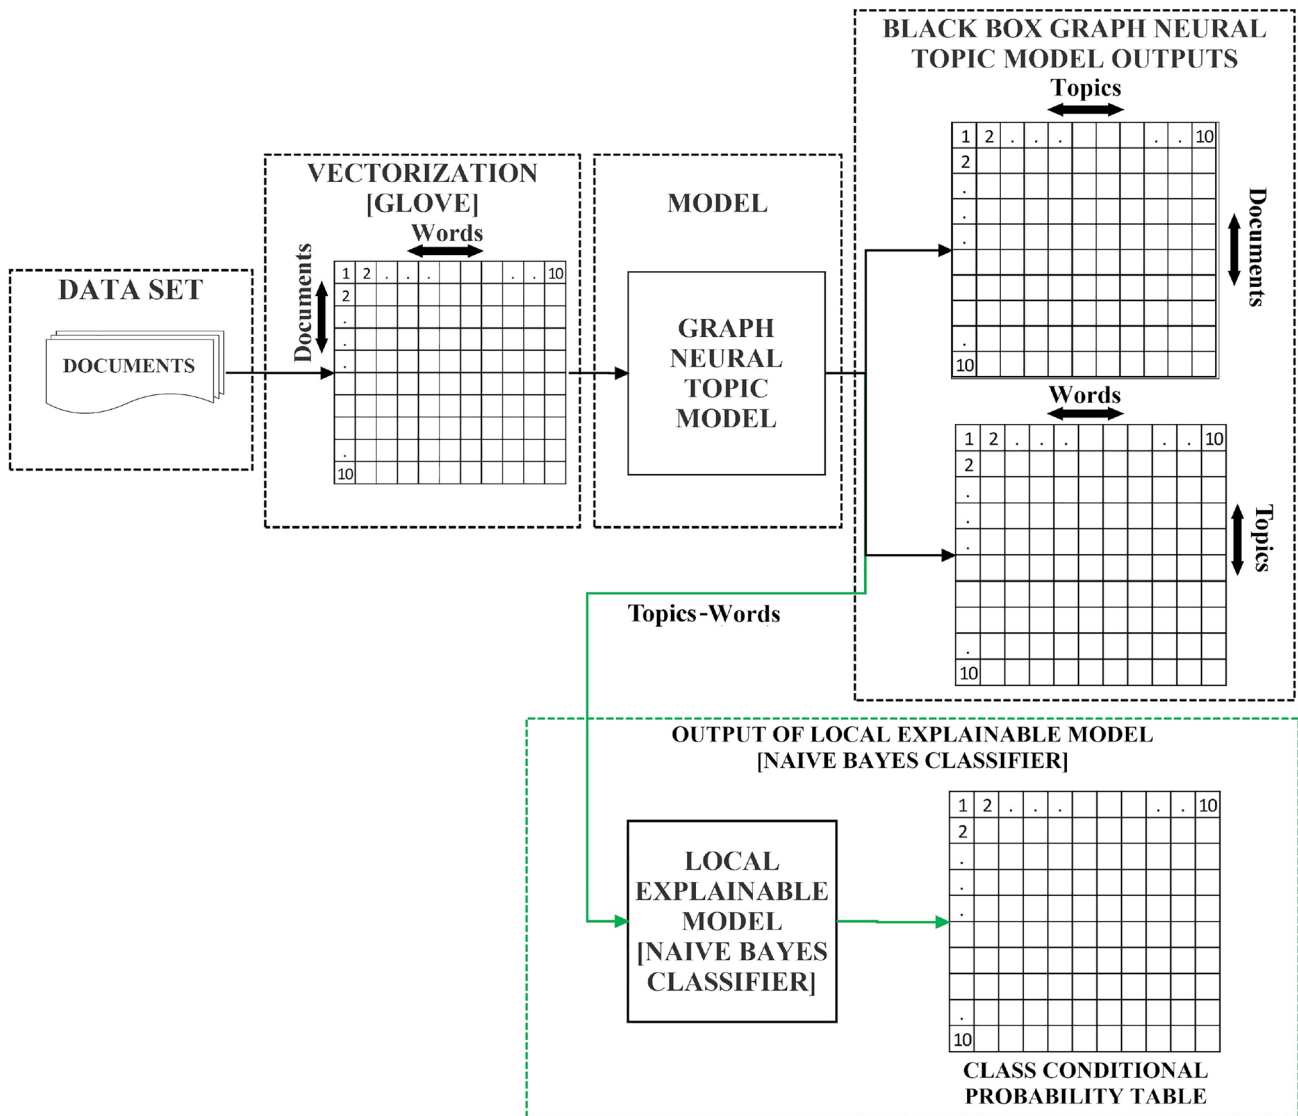 DATA SET
DOCUMENTS
VECTORIZATION
[GLOVE]
Words
Documents
1 2 . . . . . 10
2
.
.
.
.
10
MODEL
GRAPH
NEURAL
TOPIC
MODEL
BLACK BOX GRAPH NEURAL
TOPIC MODEL OUTPUTS
Topics
Documents
1 2 . . . . . 10
2
.
.
.
.
10
Words
Topics
1 2 . . . . . 10
2
.
.
.
.
10
Topics-Words
OUTPUT OF LOCAL EXPLAINABLE MODEL
[NAIVE BAYES CLASSIFIER]
LOCAL
EXPLAINABLE
MODEL
[NAIVE BAYES
CLASSIFIER]
1 2 . . . . . 10
2
.
.
.
.
10
CLASS CONDITIONAL
PROBABILITY TABLE